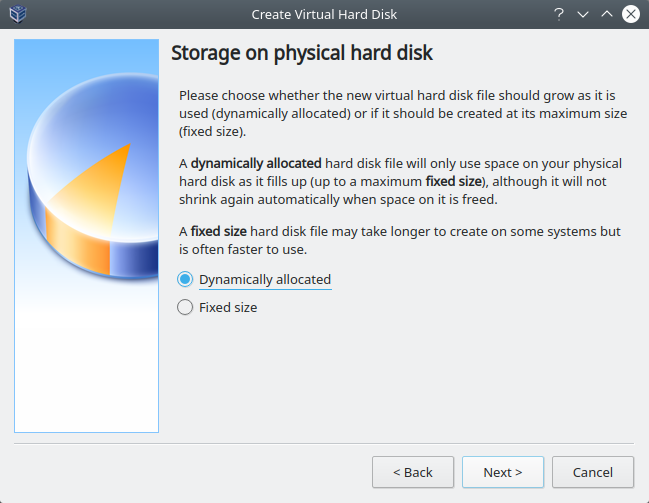 Create Virtual Hard Disk
?
Storage on physical hard disk
Please choose whether the new virtual hard disk file should grow as it is
used (dynamically allocated) or if it should be created at its maximum size
(fixed size).
A dynamically allocated hard disk file will only use space on your physical
hard disk as it fills up (up to a maximum fixed size), although it will not
shrink again automatically when space on it is freed.
A fixed size hard disk file may take longer to create on some systems but
is often faster to use.
Dynamically allocated
Fixed size
< Back
Next >
Cancel